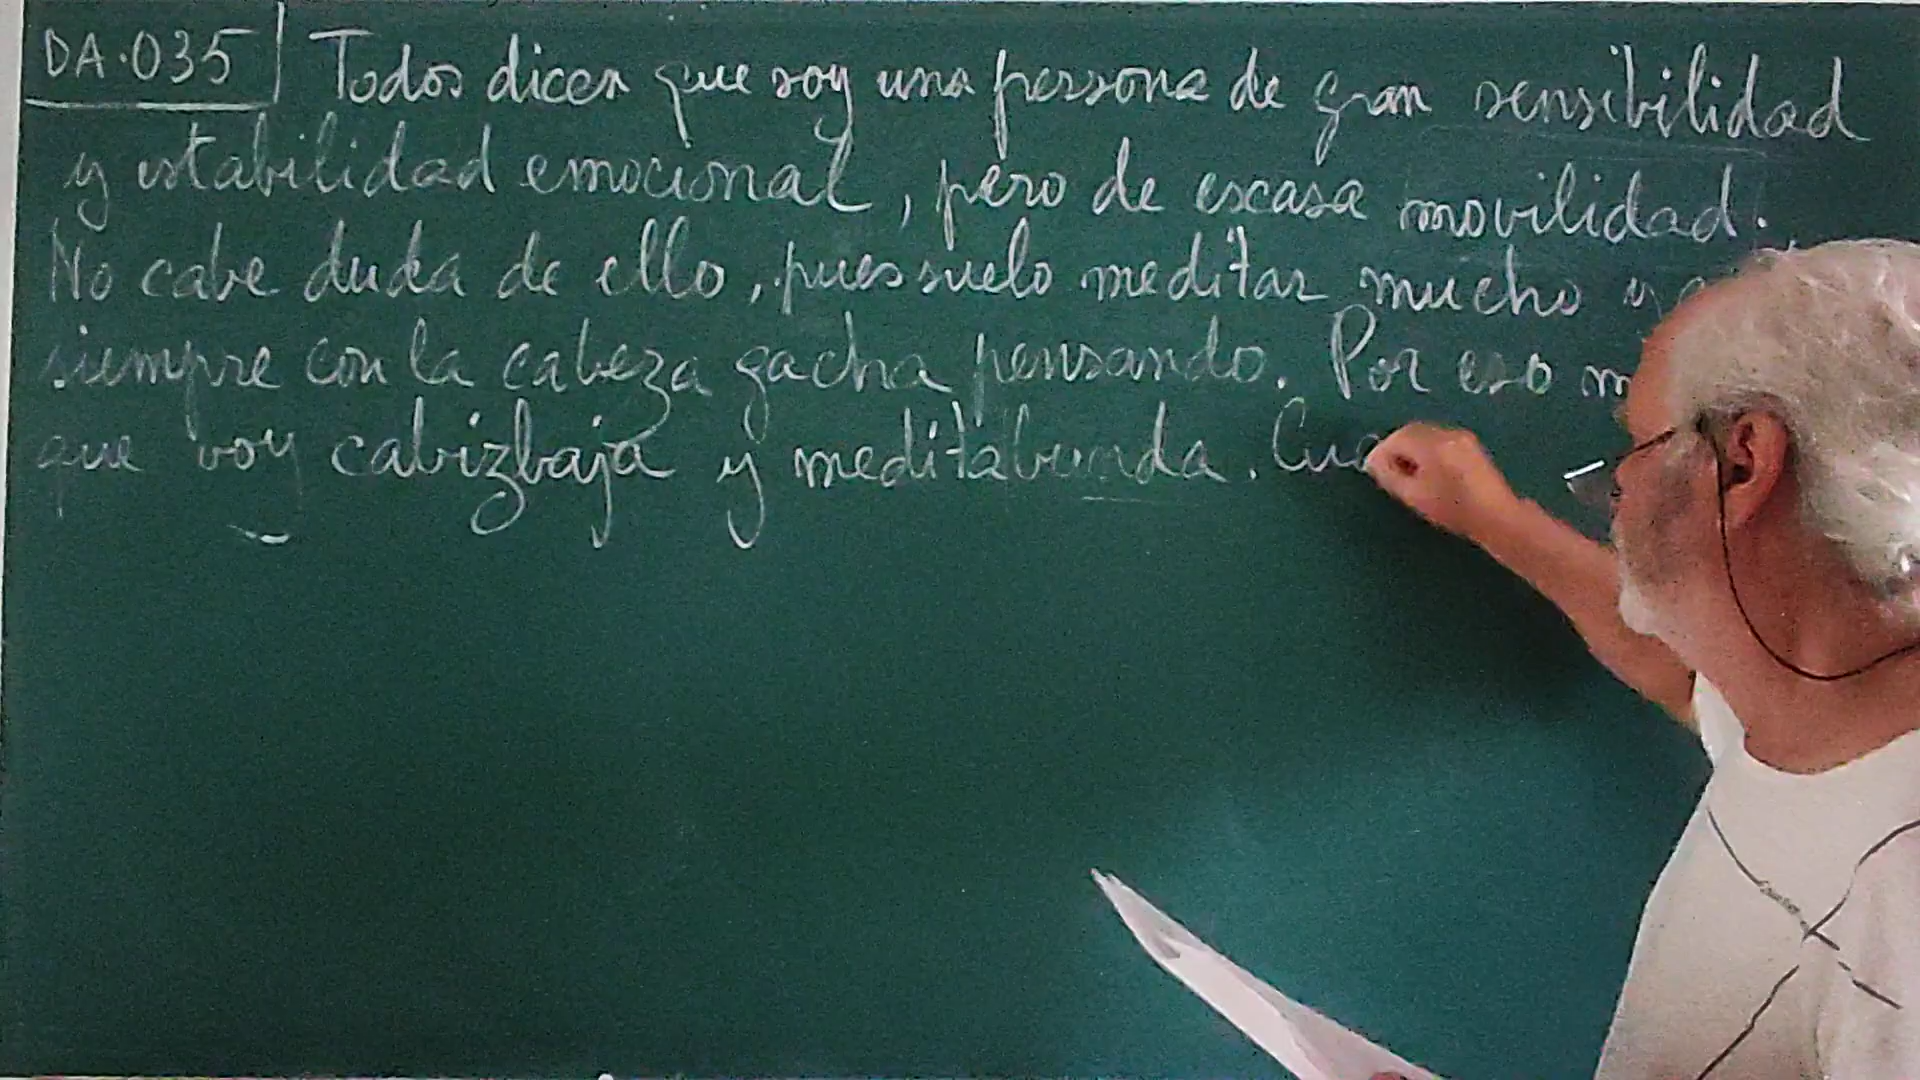 DA·035 Todos dicen que soy una persona de gran sensibilidad
y estabilidad emocional, pero de escasa movilidad.
No cabe duda de ello, pues suelo meditar mucho y
siempre con la cabeza gacha pensando. Por eso
que voy cabizbaja y meditabunda.